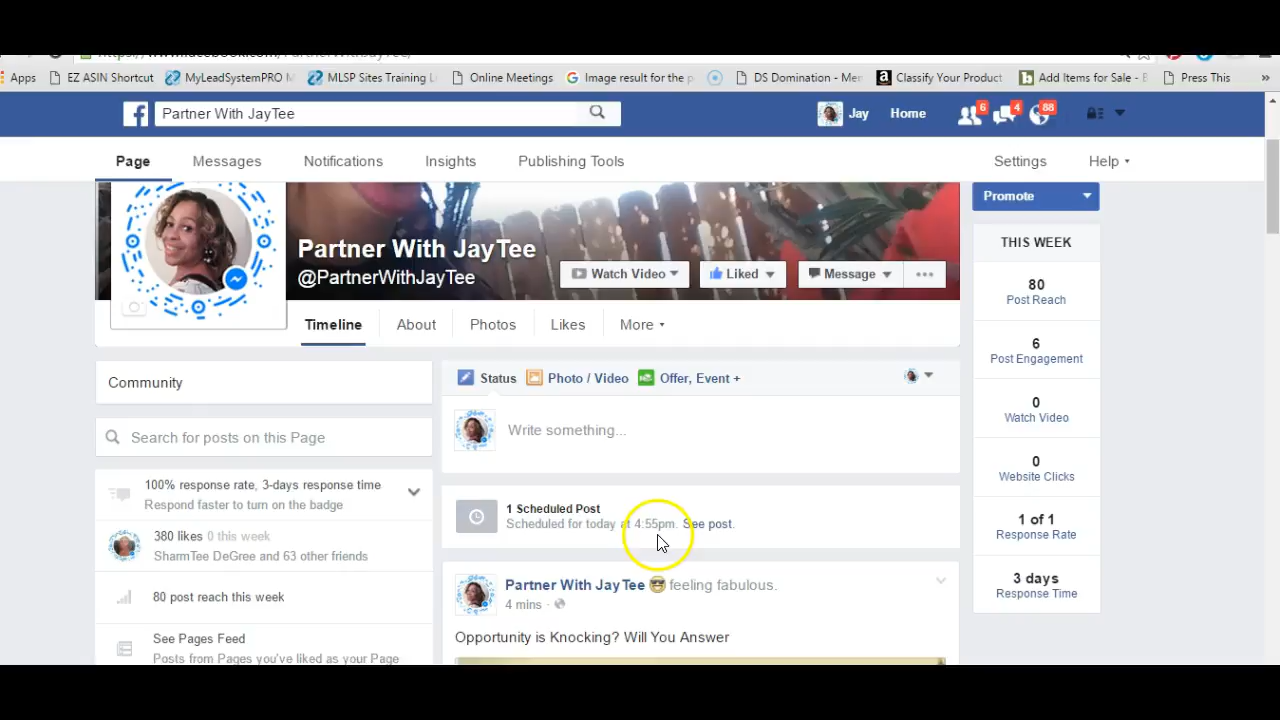 Apps EZ ASIN Shortcut MyLeadSystemPRO M MLSP Sites Training L Online Meetings Image result for the p DS Domination - Mem Classify Your Product Add Items for Sale - B Press This »
Partner With JayTee Jay Home 6 4 88
Page Messages Notifications Insights Publishing Tools Settings Help
Promote
Partner With JayTee
@PartnerWithJayTee
Watch Video Liked Message •••
Timeline About Photos Likes More
THIS WEEK
80
Post Reach
6
Post Engagement
0
Watch Video
0
Website Clicks
1 of 1
Response Rate
3 days
Response Time
Community
Search for posts on this Page
100% response rate, 3-days response time
Respond faster to turn on the badge
380 likes 0 this week
SharmTee DeGree and 63 other friends
80 post reach this week
See Pages Feed
Posts from Pages you've liked as your Page
Status Photo / Video Offer, Event +
Write something...
1 Scheduled Post
Scheduled for today at 4:55pm. See post.
Partner With JayTee feeling fabulous.
4 mins ·
Opportunity is Knocking? Will You Answer